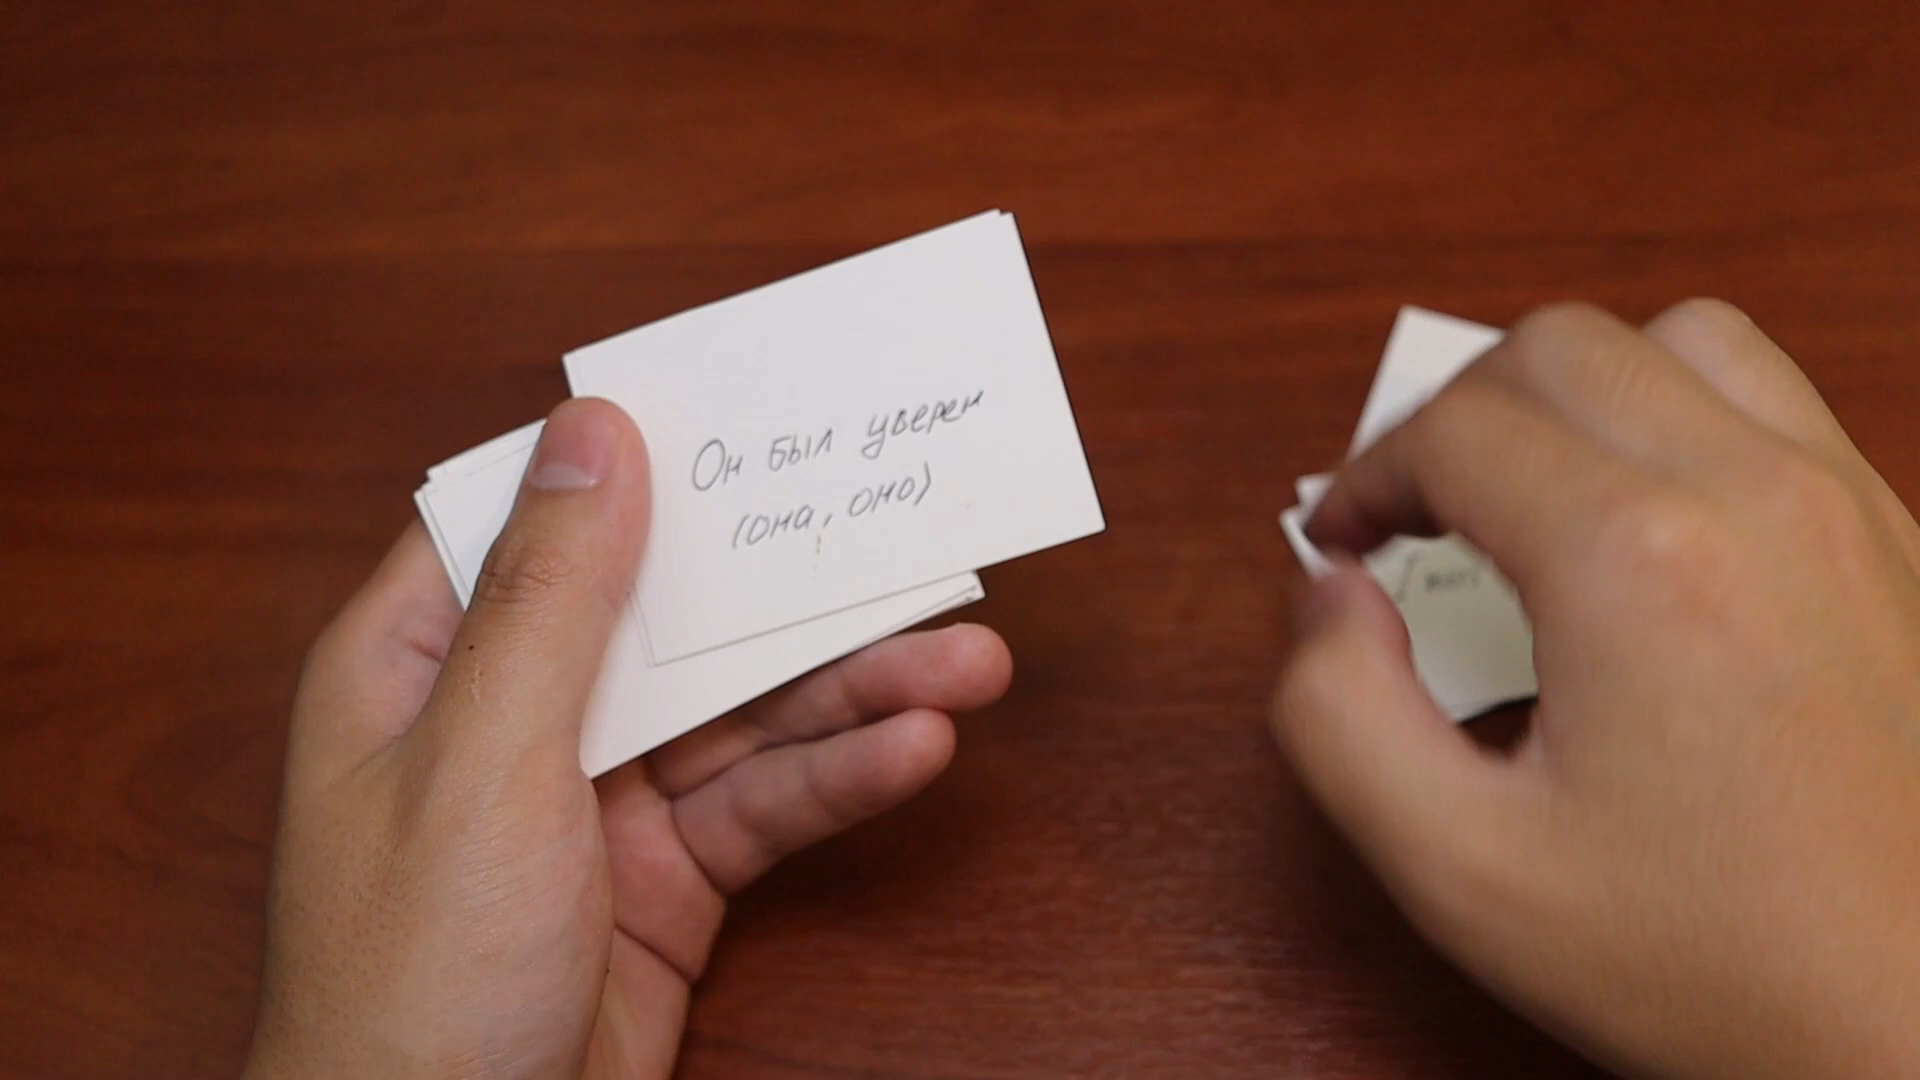 Он был уверен
(она, оно)